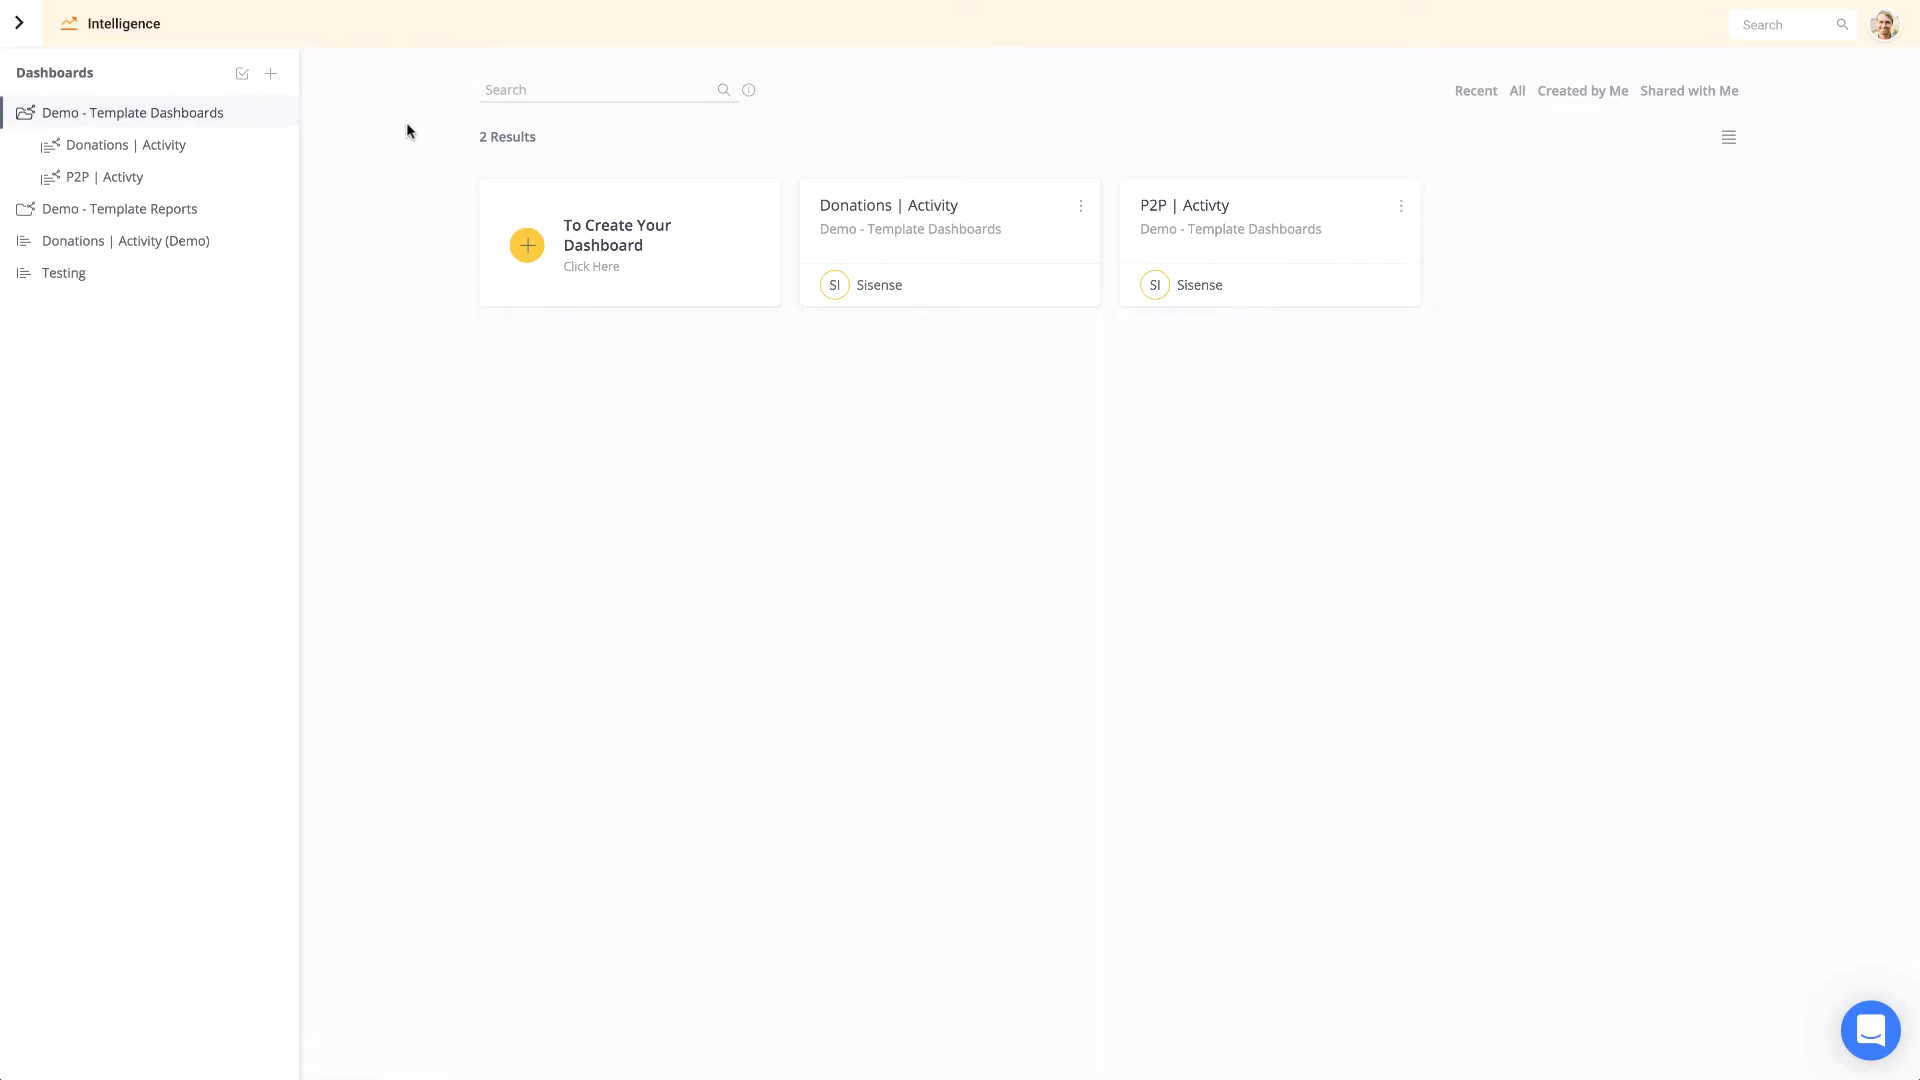 Intelligence
Search
Dashboards
Demo - Template Dashboards
Donations | Activity
P2P | Activty
Demo - Template Reports
Donations | Activity (Demo)
Testing
Search
Recent All Created by Me Shared with Me
2 Results
To Create Your
Dashboard
Click Here
Donations | Activity
Demo - Template Dashboards
SI Sisense
P2P | Activty
Demo - Template Dashboards
SI Sisense